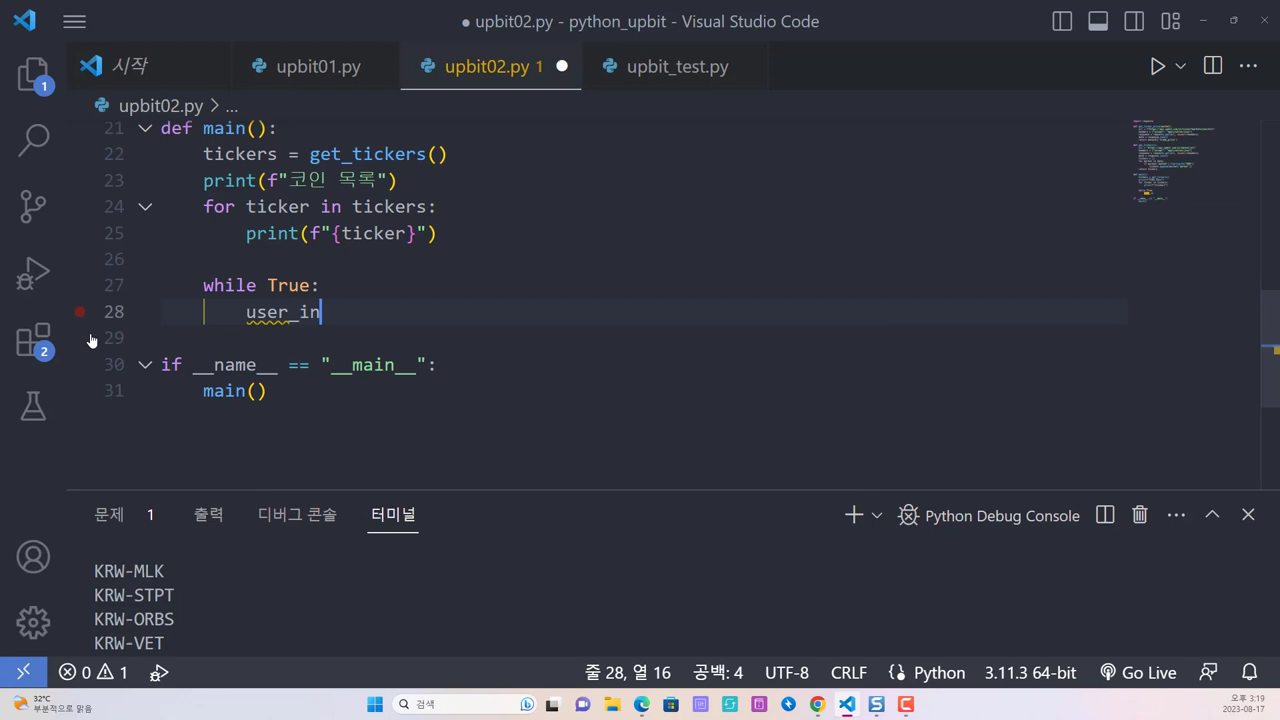 upbit02.py - python_upbit - Visual Studio Code
시작
upbit01.py
upbit02.py 1
upbit_test.py
upbit02.py > ...
21 def main():
22 tickers = get_tickers()
23 print(f"코인 목록")
24 for ticker in tickers:
25 print(f"{ticker}")
26
27 while True:
28 user_in
29
30 if __name__ == "__main__":
31 main()
1
2
문제 1 출력 디버그 콘솔 터미널
Python Debug Console
KRW-MLK
KRW-STPT
KRW-ORBS
KRW-VET
0 1 줄 28, 열 16 공백: 4 UTF-8 CRLF Python 3.11.3 64-bit Go Live
32°C
부분적으로 맑음
검색
오후 3:19
2023-08-17